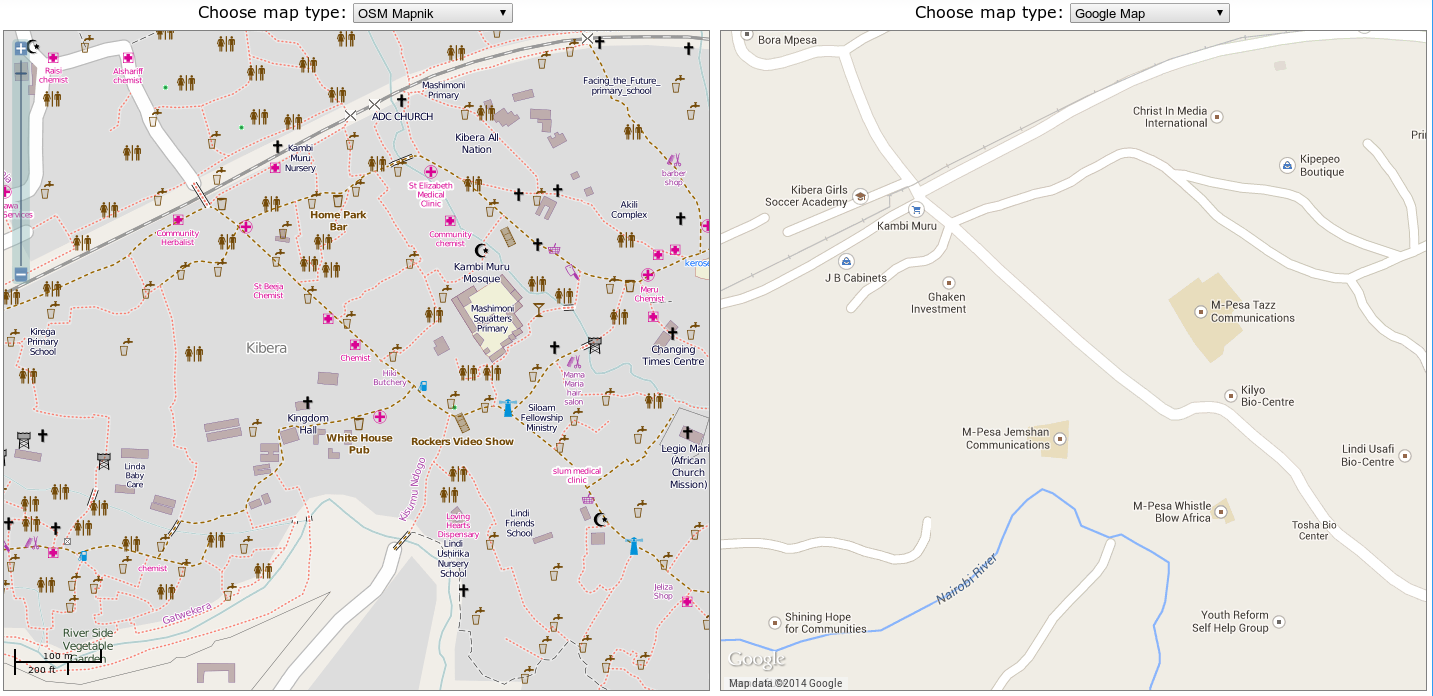 Choose map type: OSM Mapnik
Raisi
chemist
Alshariff
chemist
Mashimoni
Primary
ADC CHURCH
Facing_the_Future_
primary_school
Kibera All
Nation
Kambi
Muru
Nursery
barber
shop
St Elizabeth
Medical
Clinic
Services
Home Park
Bar
Akili
Complex
Community
Herbalist
Community
chemist
Kambi Muru
Mosque
St Bega
Chemist
Meru
Chemist
Mashimoni
Squatters
Primary
Kirega
Primary
School
Kibera
Chemist
Changing
Times Centre
Hiki
Butchery
Mama
Maria
hair
salon
Kingdom
Hall
Siloam
Fellowship
Ministry
White House
Pub
Rockers Video Show
Legio Mari
(African
Church
Mission)
Linda
Baby
Care
slum medical
clinic
Kisumu Ndogo
Loving
Hearts
Dispensary
Lindi
Friends
School
Lindi
Ushirika
Nursery
School
chemist
Jeliza
Shop
Gatwekera
River Side
Vegetable
Garden
100 m
200 ft
Choose map type: Google Map
Bora Mpesa
Christ In Media
International
Kipepeo
Boutique
Kibera Girls
Soccer Academy
Kambi Muru
J B Cabinets
Ghaken
Investment
M-Pesa Tazz
Communications
Kilyo
Bio-Centre
M-Pesa Jemshan
Communications
Lindi Usafi
Bio-Centre
M-Pesa Whistle
Blow Africa
Tosha Bio
Center
Nairobi River
Shining Hope
for Communities
Youth Reform
Self Help Group
Google
Map data ©2014 Google